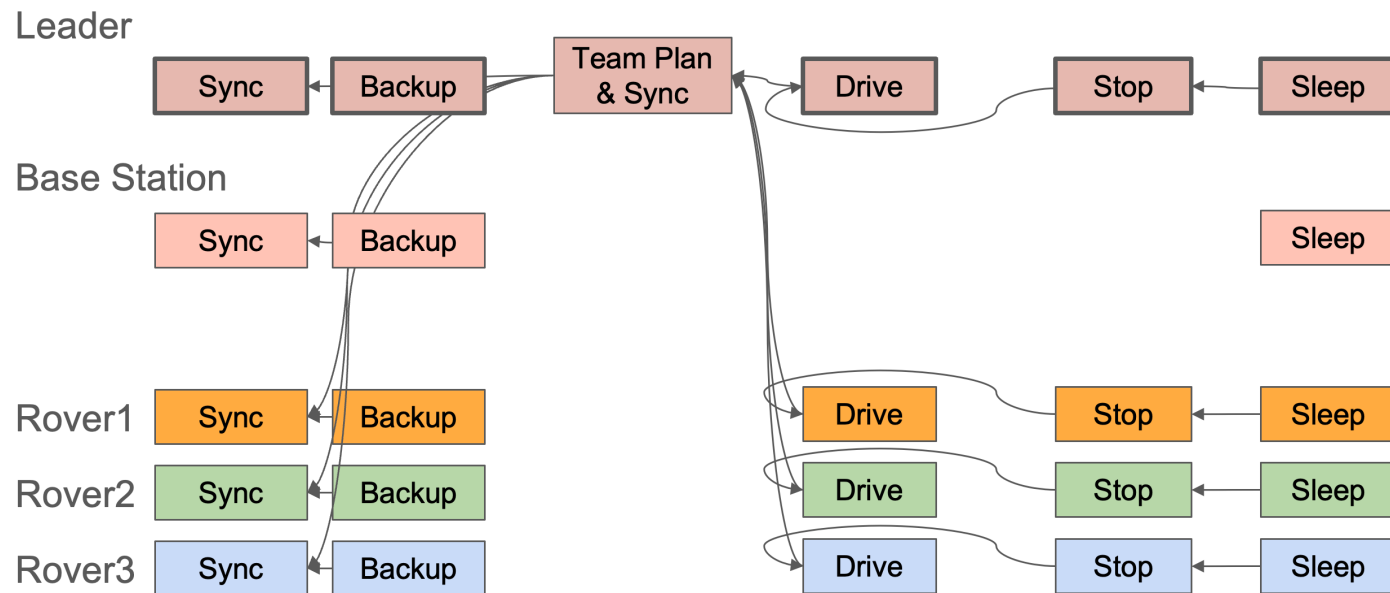 Leader
Sync
Backup
Team Plan
& Sync
Drive
Stop
Sleep
Base Station
Sync
Backup
Sleep
Rover1
Sync
Backup
Drive
Stop
Sleep
Rover2
Sync
Backup
Drive
Stop
Sleep
Rover3
Sync
Backup
Drive
Stop
Sleep